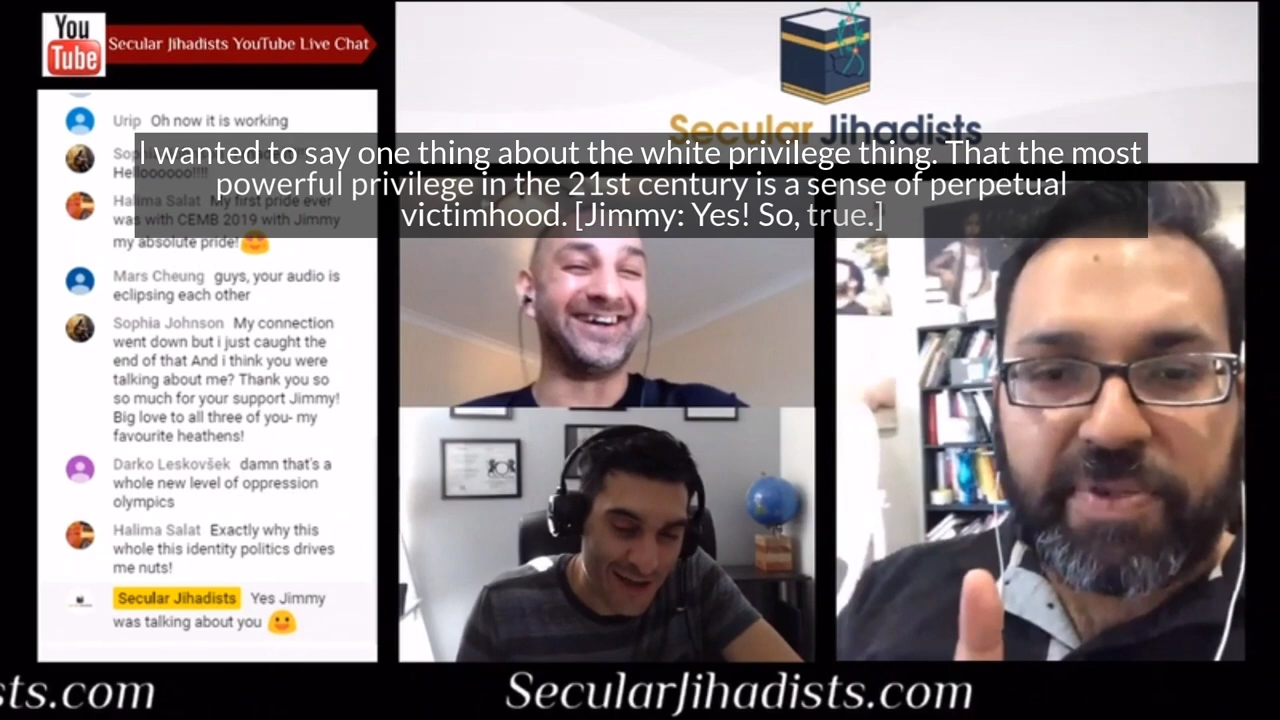 You
Tube
Secular Jihadists YouTube Live Chat
Secular Jihadists
I wanted to say one thing about the white privilege thing. That the most
powerful privilege in the 21st century is a sense of perpetual
victimhood. [Jimmy: Yes! So, true.]
Urip Oh now it is working
Helloooooo!!!!
Halima Salat My first pride ever
was with CEMB 2019 with Jimmy
my absolute pride!
Mars Cheung guys, your audio is
eclipsing each other
Sophia Johnson My connection
went down but i just caught the
end of that And i think you were
talking about me? Thank you so
so much for your support Jimmy!
Big love to all three of you- my
favourite heathens!
Darko Leskovšek damn that's a
whole new level of oppression
olympics
Halima Salat Exactly why this
whole this identity politics drives
me nuts!
Secular Jihadists Yes Jimmy
was talking about you
sts.com
SecularJihadists.com